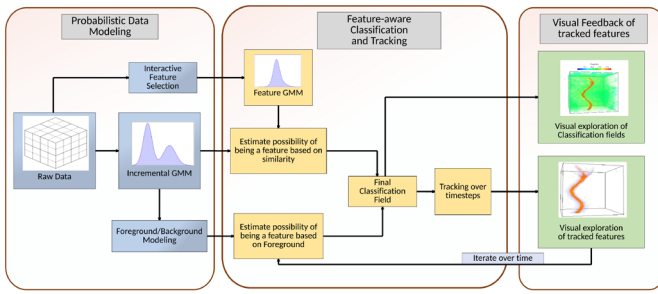 Probabilistic Data
Modeling
Feature-aware
Classification
and Tracking
Visual Feedback of
tracked features
Interactive
Feature
Selection
Feature GMM
Raw Data
Incremental GMM
Estimate possibility of
being a feature based on
similarity
Visual exploration of
Classification fields
Final
Classification
Field
Tracking over
timesteps
Foreground/Background
Modeling
Estimate possibility of
being a feature based
on Foreground
Visual exploration
of tracked features
Iterate over time